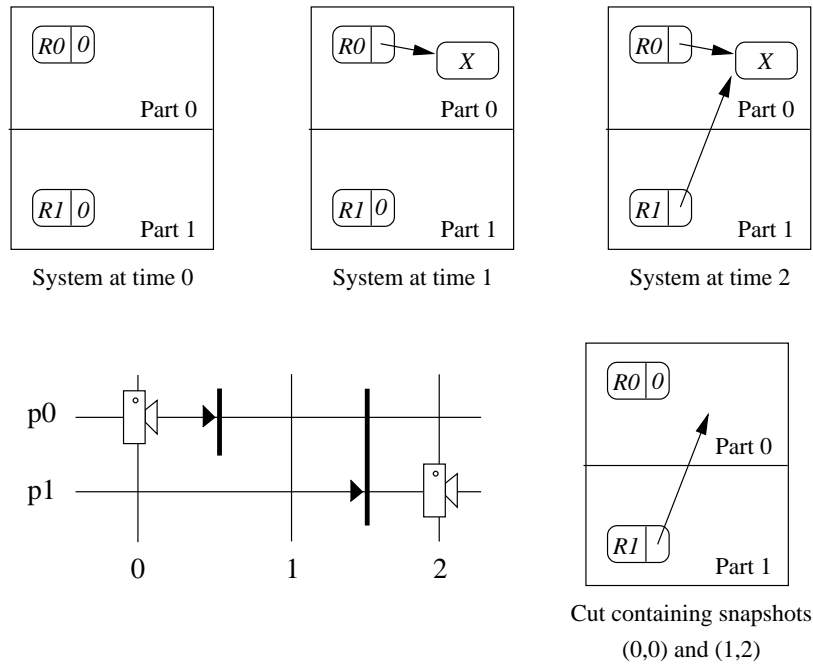 R0 0
Part 0
R1 0
Part 1
System at time 0
R0
X
Part 0
R1 0
Part 1
System at time 1
R0
X
Part 0
R1
Part 1
System at time 2
p0
p1
0 1 2
R0 0
Part 0
R1
Part 1
Cut containing snapshots
(0,0) and (1,2)